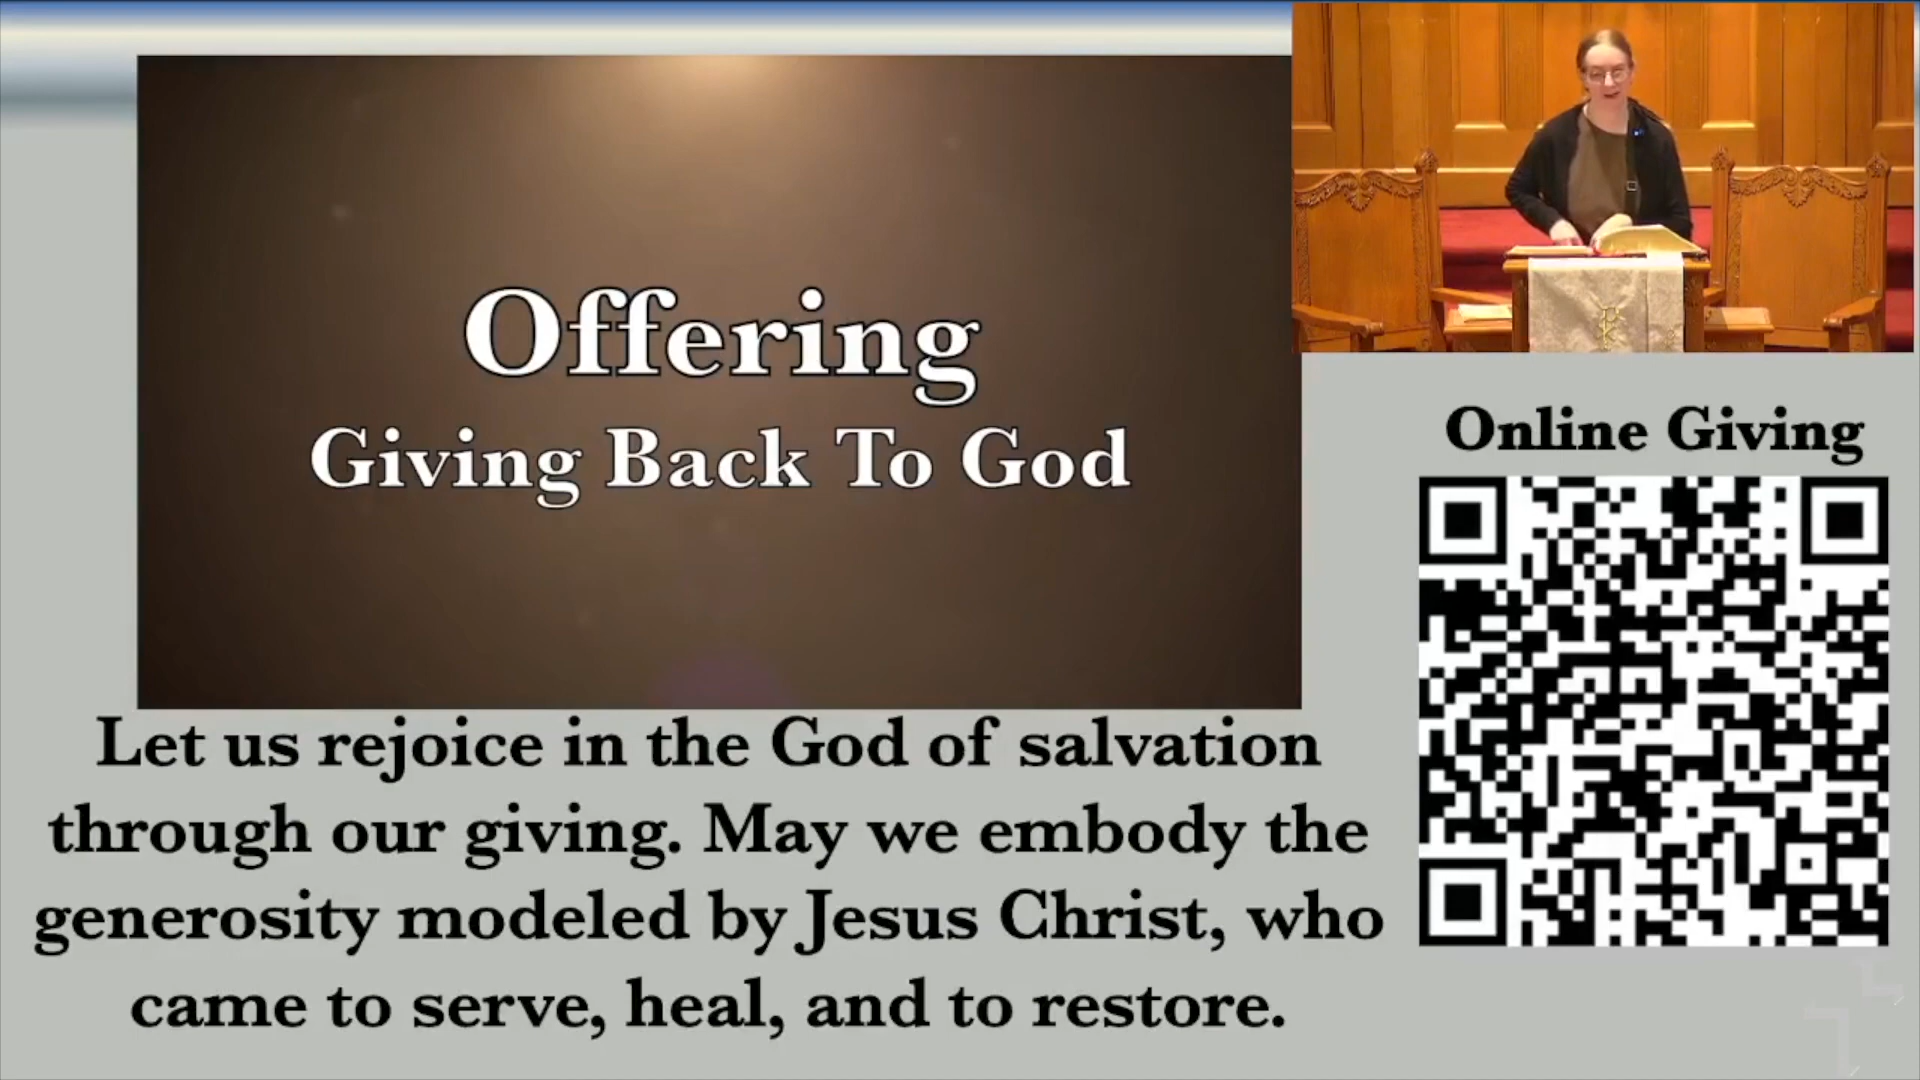 Offering
Giving Back To God
Online Giving
Let us rejoice in the God of salvation
through our giving. May we embody the
generosity modeled by Jesus Christ, who
came to serve, heal, and to restore.